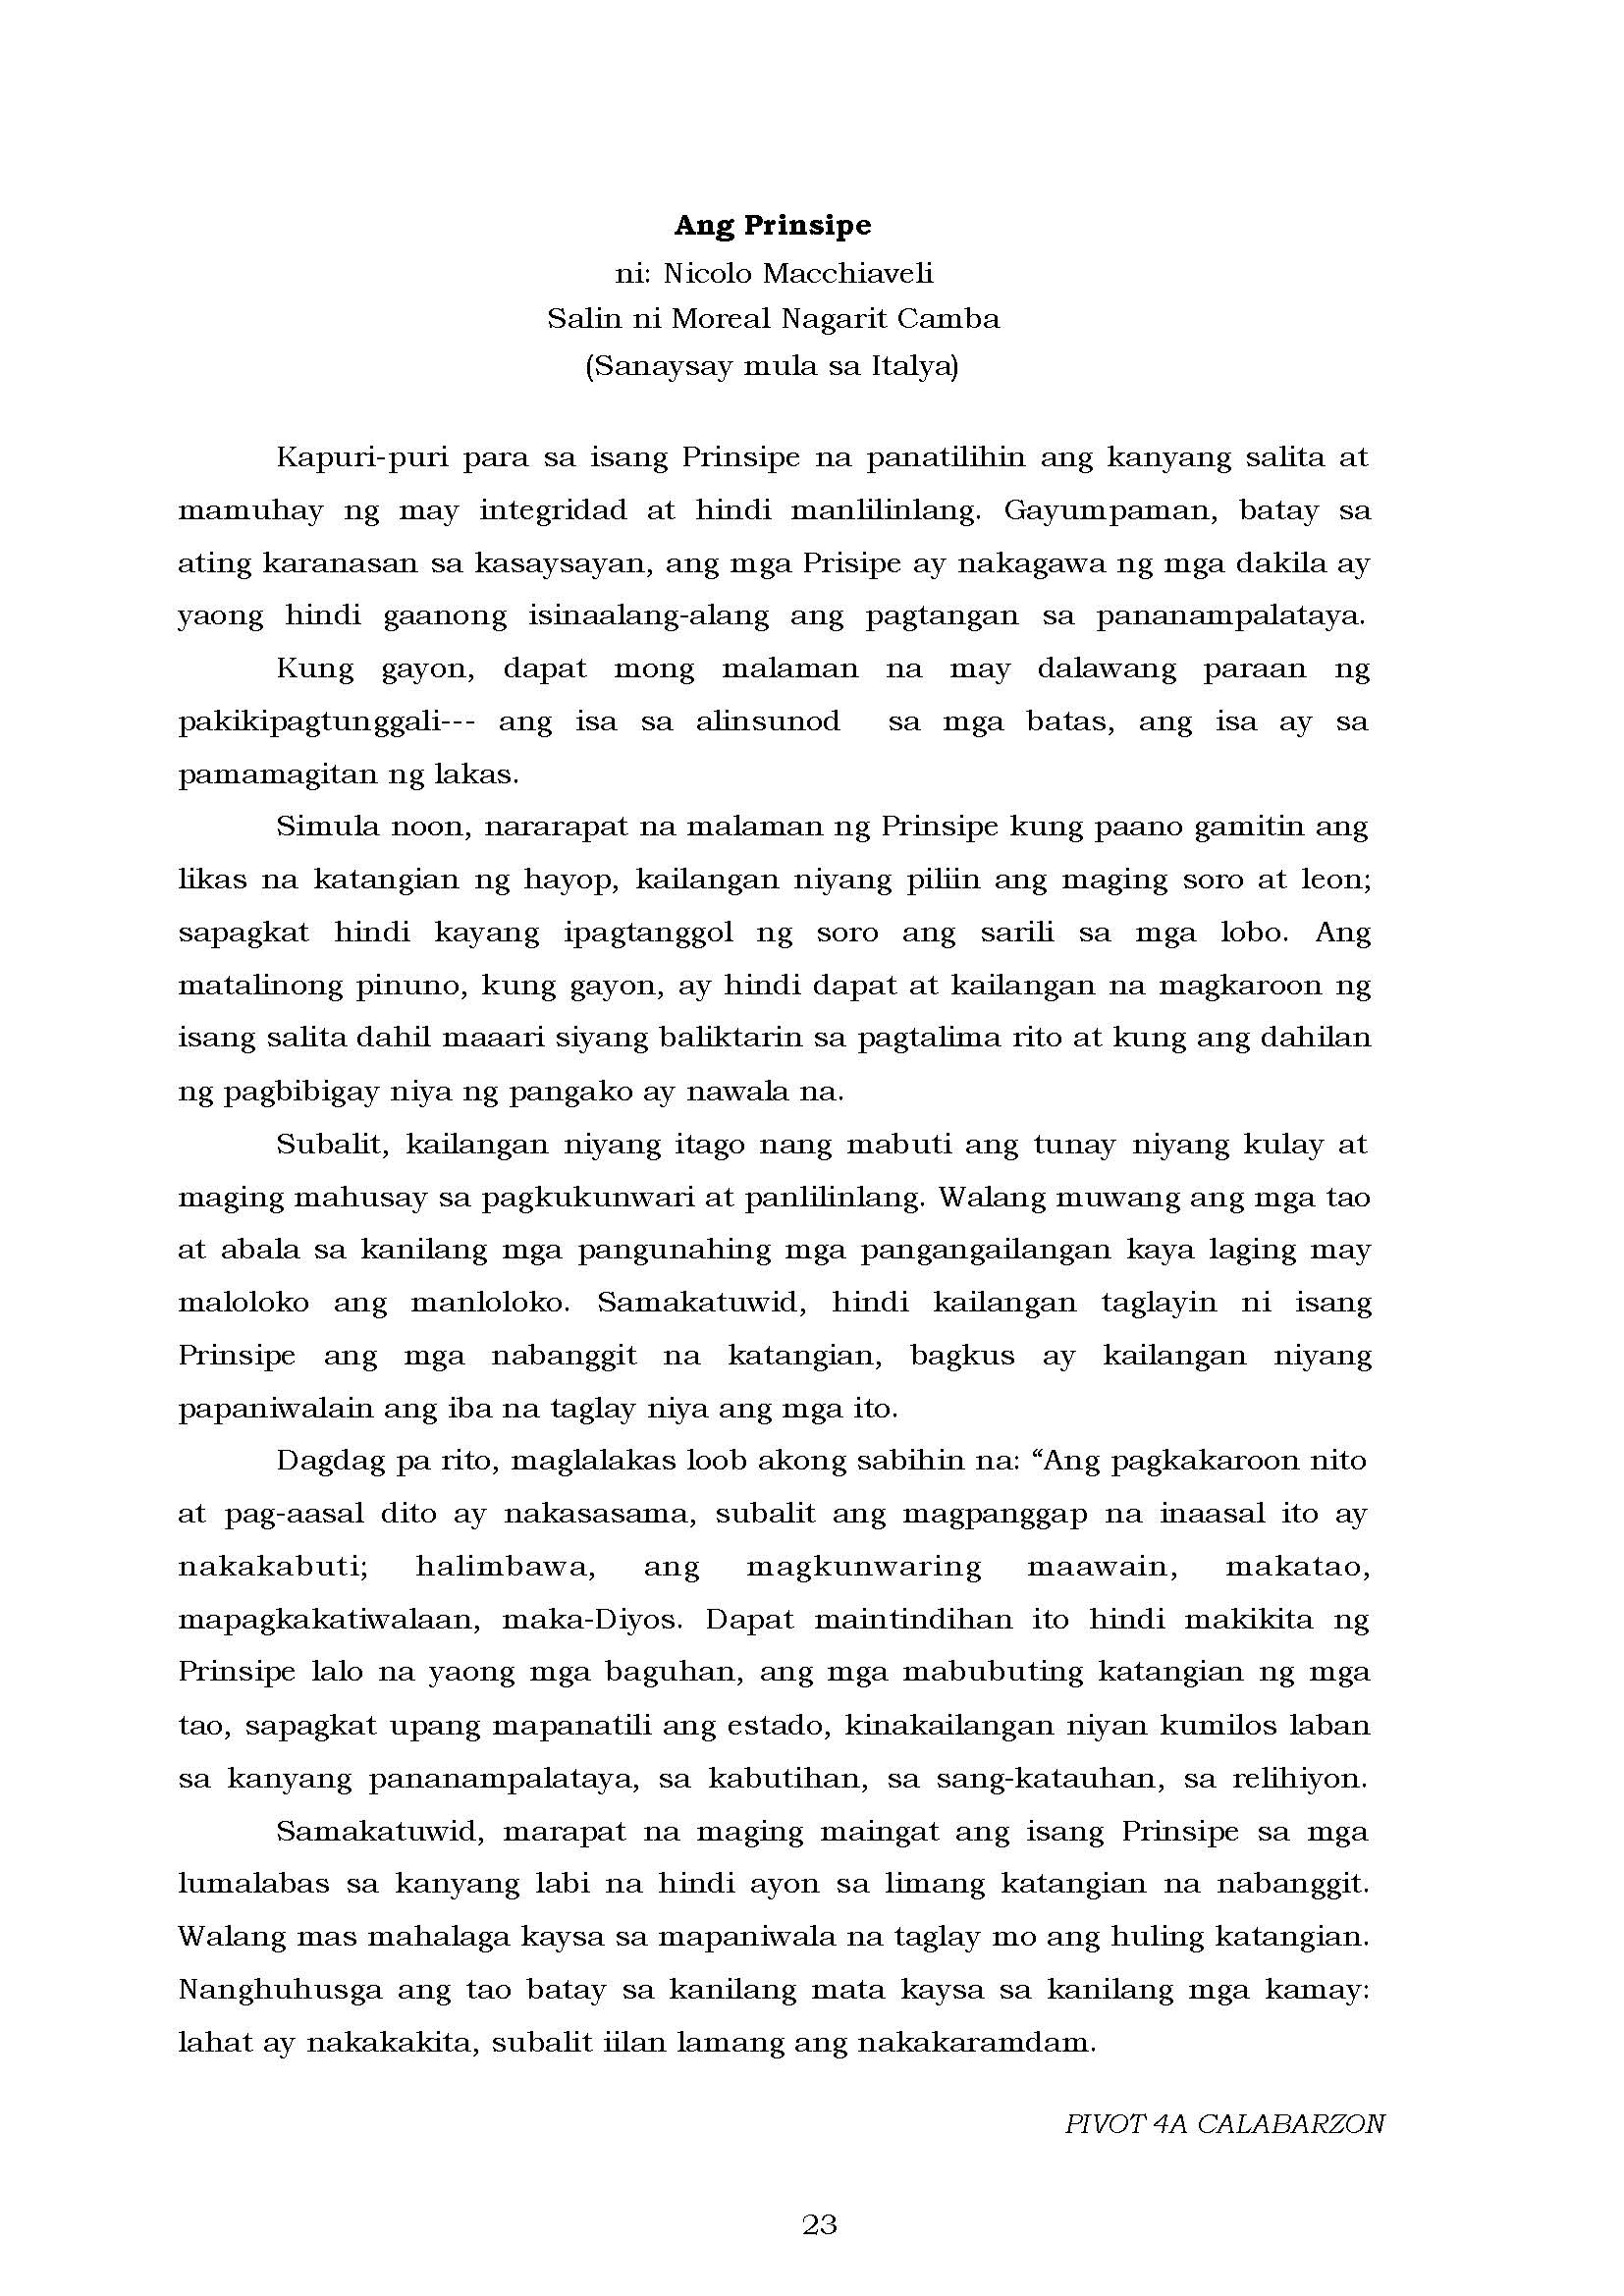 Ang Prinsipe
ni: Nicolo Macchiaveli
Salin ni Moreal Nagarit Camba
(Sanaysay mula sa Italya)
Kapuri-puri para sa isang Prinsipe na panatilihin ang kanyang salita at
mamuhay ng may integridad at hindi manlilinlang. Gayumpaman, batay sa
ating karanasan sa kasaysayan, ang mga Prisipe ay nakagawa ng mga dakila ay
yaong hindi gaanong isinaalang-alang ang pagtangan sa pananampalataya.
Kung gayon, dapat mong malaman na may dalawang paraan ng
pakikipagtunggali--- ang isa sa alinsunod sa mga batas, ang isa ay sa
pamamagitan ng lakas.
Simula noon, nararapat na malaman ng Prinsipe kung paano gamitin ang
likas na katangian ng hayop, kailangan niyang piliin ang maging soro at leon;
sapagkat hindi kayang ipagtanggol ng soro ang sarili sa mga lobo. Ang
matalinong pinuno, kung gayon, ay hindi dapat at kailangan na magkaroon ng
isang salita dahil maaari siyang baliktarin sa pagtalima rito at kung ang dahilan
ng pagbibigay niya ng pangako ay nawala na.
Subalit, kailangan niyang itago nang mabuti ang tunay niyang kulay at
maging mahusay sa pagkukunwari at panlilinlang. Walang muwang ang mga tao
at abala sa kanilang mga pangunahing mga pangangailangan kaya laging may
maloloko ang manloloko. Samakatuwid, hindi kailangan taglayin ni isang
Prinsipe ang mga nabanggit na katangian, bagkus ay kailangan niyang
papaniwalain ang iba na taglay niya ang mga ito.
Dagdag pa rito, maglalakas loob akong sabihin na: “Ang pagkakaroon nito
at pag-aasal dito ay nakasasama, subalit ang magpanggap na inaasal ito ay
nakakabuti; halimbawa, ang magkunwaring maawain, makatao,
mapagkakatiwalaan, maka-Diyos. Dapat maintindihan ito hindi makikita ng
Prinsipe lalo na yaong mga baguhan, ang mga mabubuting katangian ng mga
tao, sapagkat upang mapanatili ang estado, kinakailangan niyan kumilos laban
sa kanyang pananampalataya, sa kabutihan, sa sang-katauhan, sa relihiyon.
Samakatuwid, marapat na maging maingat ang isang Prinsipe sa mga
lumalabas sa kanyang labi na hindi ayon sa limang katangian na nabanggit.
Walang mas mahalaga kaysa sa mapaniwala na taglay mo ang huling katangian.
Nanghuhusga ang tao batay sa kanilang mata kaysa sa kanilang mga kamay:
lahat ay nakakakita, subalit iilan lamang ang nakakaramdam.
PIVOT 4A CALABARZON
23